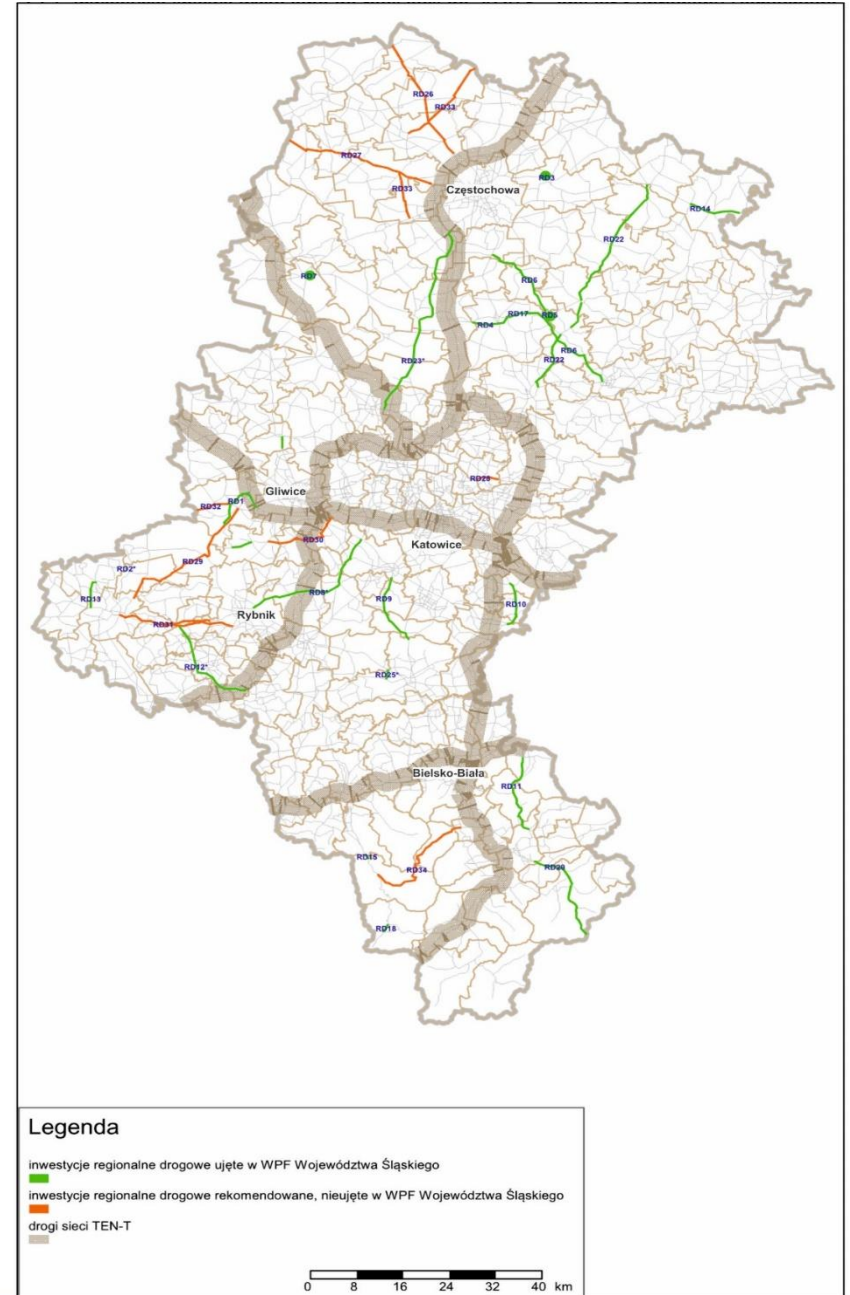 RD26
RD33
RD27
RD33
Częstochowa
RD3
RD14
RD22
RD7
RD6
RD4
RD17
RD5
RD23*
RD6
RD22
RD28
Gliwice
RD1
RD32
Katowice
RD30
RD29
RD2*
RD13
RD8*
RD9
RD10
Rybnik
RD31
RD12*
RD25*
Bielsko-Biała
RD11
RD15
RD34
RD20
RD18
Legenda
inwestycje regionalne drogowe ujęte w WPF Województwa Śląskiego
inwestycje regionalne drogowe rekomendowane, nieujęte w WPF Województwa Śląskiego
drogi sieci TEN-T
0 8 16 24 32 40 km